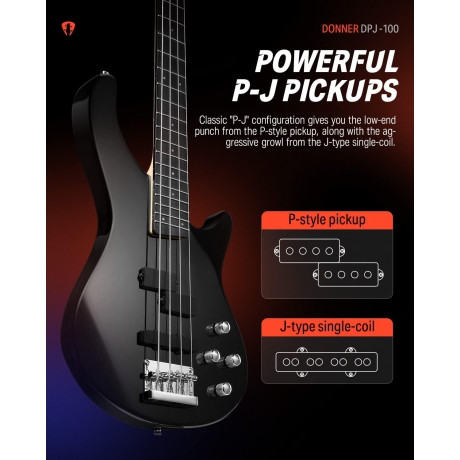 DONNER DPJ-100
POWERFUL
P-J PICKUPS
Classic "P-J" configuration gives you the low-end
punch from the P-style pickup, along with the ag-
gressive growl from the J-type single-coil.
P-style pickup
J-type single-coil